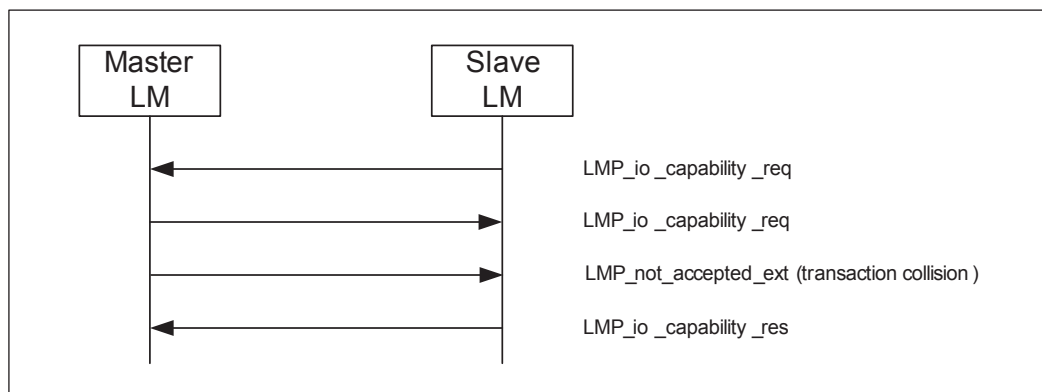 Master
LM
Slave
LM
LMP_io _capability _req
LMP_io _capability _req
LMP_not_accepted_ext (transaction collision )
LMP_io _capability _res